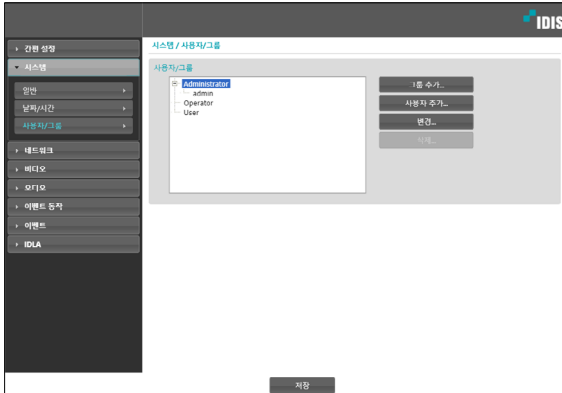 IDIS
간편 설정
시스템
일반
날짜/시간
사용자/그룹
네트워크
비디오
오디오
이벤트 동작
이벤트
IDLA
시스템 / 사용자/그룹
사용자/그룹
Administrator
admin
Operator
User
그룹 추가...
사용자 추가...
변경...
삭제...
저장